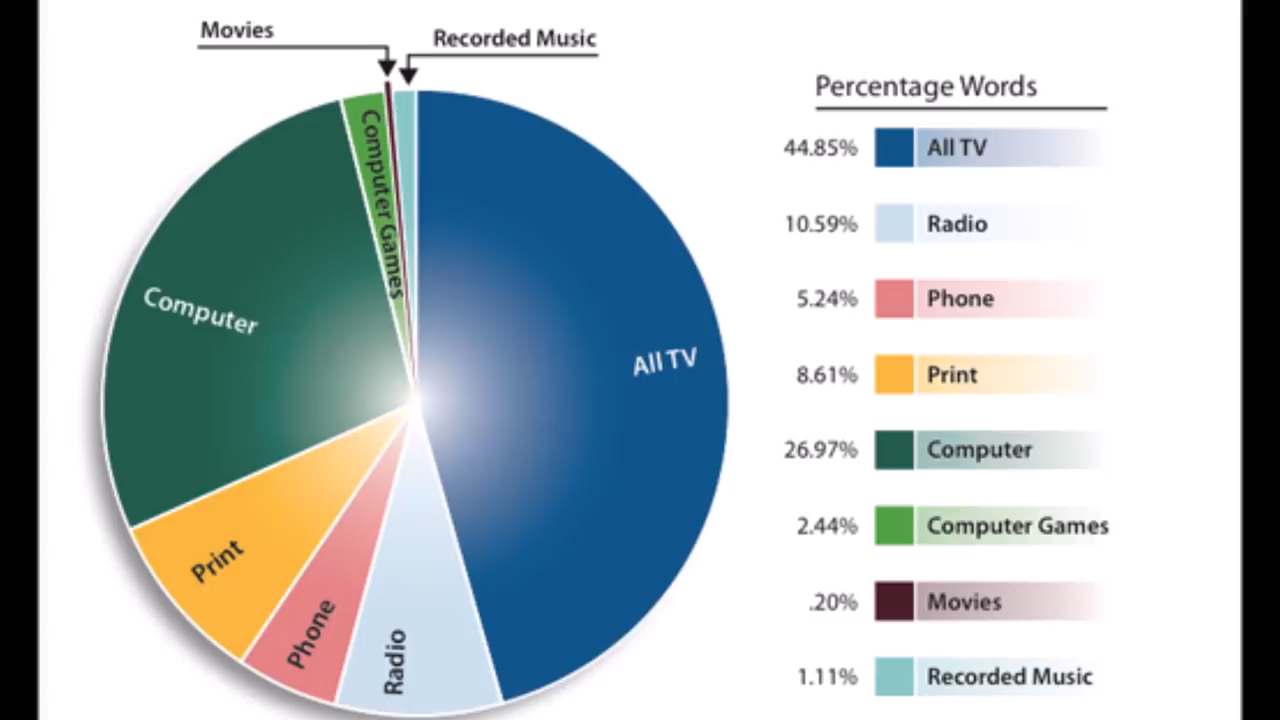 Movies
Recorded Music
Computer Games
Computer
All TV
Print
Phone
Radio
Percentage Words
44.85% All TV
10.59% Radio
5.24% Phone
8.61% Print
26.97% Computer
2.44% Computer Games
.20% Movies
1.11% Recorded Music